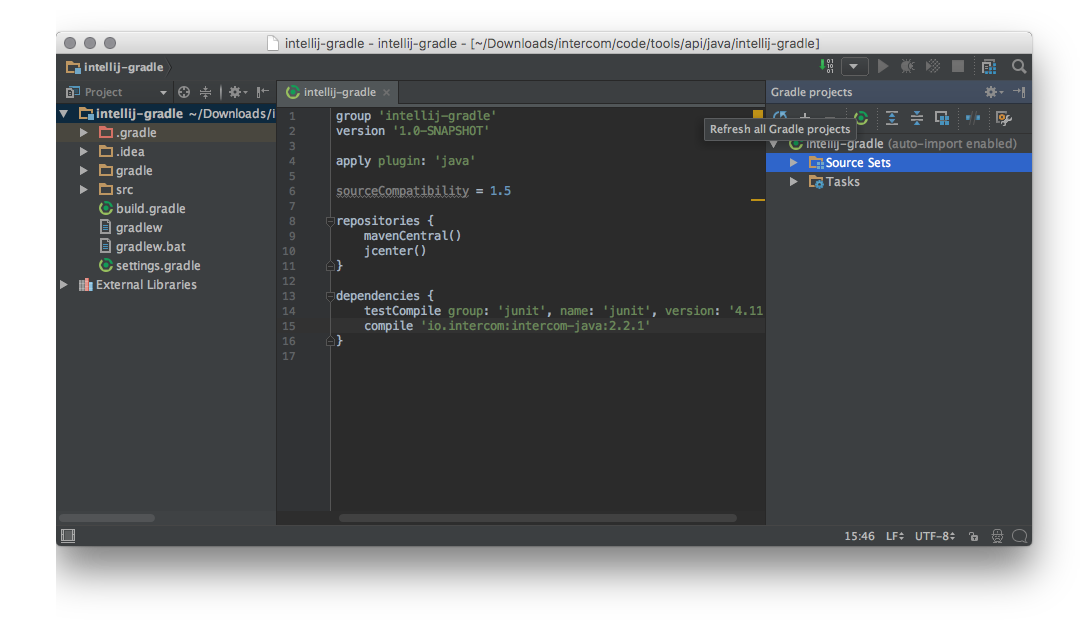 intellij-gradle - intellij-gradle - [~/Downloads/intercom/code/tools/api/java/intellij-gradle]
intellij-gradle
Project
intellij-gradle ~/Downloads/i
.gradle
.idea
gradle
src
build.gradle
gradlew
gradlew.bat
settings.gradle
External Libraries
intellij-gradle
1 group 'intellij-gradle'
2 version '1.0-SNAPSHOT'
3
4 apply plugin: 'java'
5
6 sourceCompatibility = 1.5
7
8 repositories {
9 mavenCentral()
10 jcenter()
11 }
12
13 dependencies {
14 testCompile group: 'junit', name: 'junit', version: '4.11
15 compile 'io.intercom:intercom-java:2.2.1'
16 }
17
Gradle projects
Refresh all Gradle projects
intellij-gradle (auto-import enabled)
Source Sets
Tasks
15:46 LF UTF-8